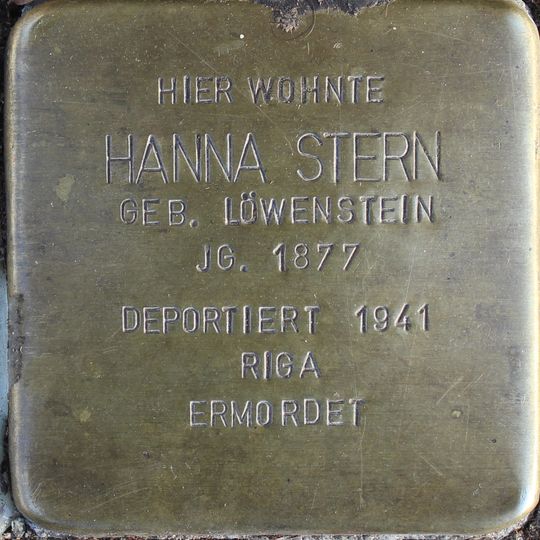 HIER WOHNTE
HANNA STERN
GEB. LÖWENSTEIN
JG. 1877
DEPORTIERT 1941
RIGA
ERMORDET